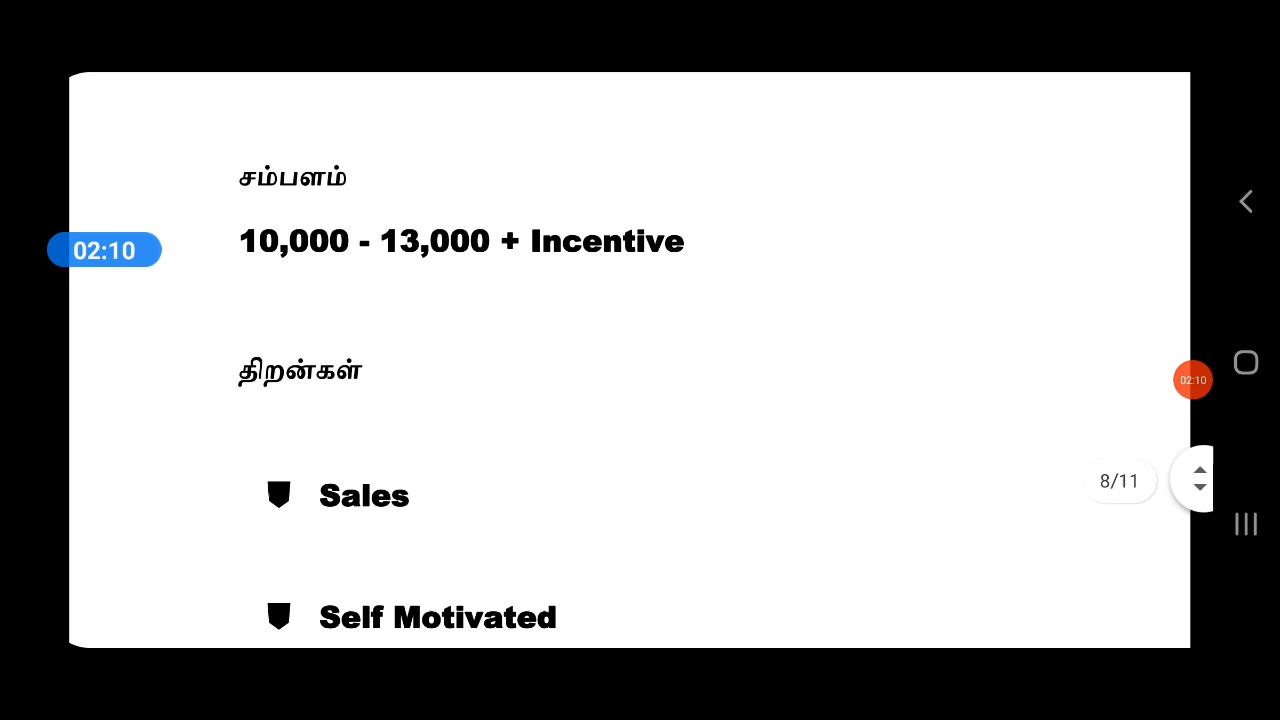 சம்பளம்
10,000 - 13,000 + Incentive
02:10
திறன்கள்
02:10
8/11
Sales
Self Motivated